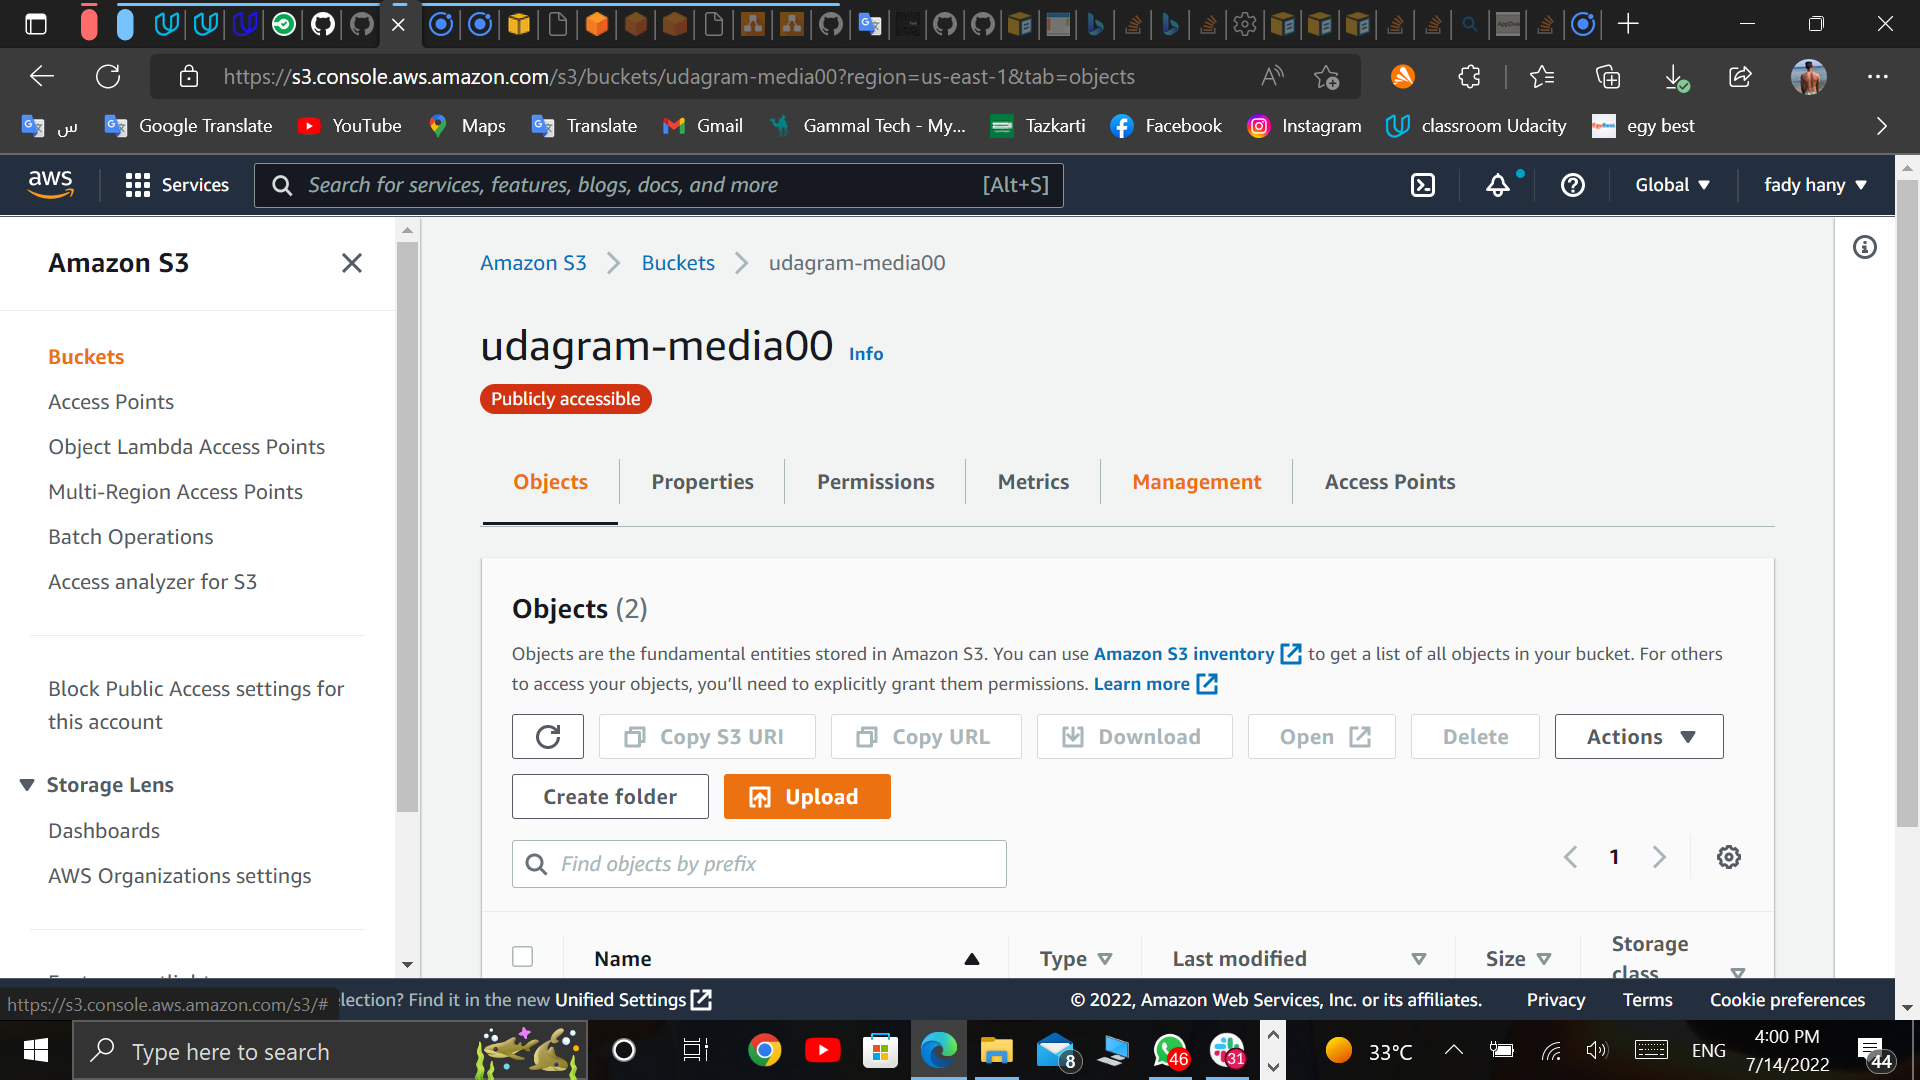 https://s3.console.aws.amazon.com/s3/buckets/udagram-media00?region=us-east-1&tab=objects
س
Google Translate
YouTube
Maps
Translate
Gmail
Gammal Tech - My...
Tazkarti
Facebook
Instagram
classroom Udacity
egy best
aws
Services
Search for services, features, blogs, docs, and more
[Alt+S]
Global
fady hany
Amazon S3
Buckets
Access Points
Object Lambda Access Points
Multi-Region Access Points
Batch Operations
Access analyzer for S3
Block Public Access settings for
this account
Storage Lens
Dashboards
AWS Organizations settings
Amazon S3
Buckets
udagram-media00
udagram-media00 Info
Publicly accessible
Objects
Properties
Permissions
Metrics
Management
Access Points
Objects (2)
Objects are the fundamental entities stored in Amazon S3. You can use Amazon S3 inventory to get a list of all objects in your bucket. For others
to access your objects, you'll need to explicitly grant them permissions. Learn more
Copy S3 URI
Copy URL
Download
Open
Delete
Actions
Create folder
Upload
Find objects by prefix
1
Name
Type
Last modified
Size
Storage
class
https://s3.console.aws.amazon.com/s3/#
lection? Find it in the new Unified Settings
© 2022, Amazon Web Services, Inc. or its affiliates.
Privacy
Terms
Cookie preferences
Type here to search
8
46
31
33°C
ENG
4:00 PM
7/14/2022
44